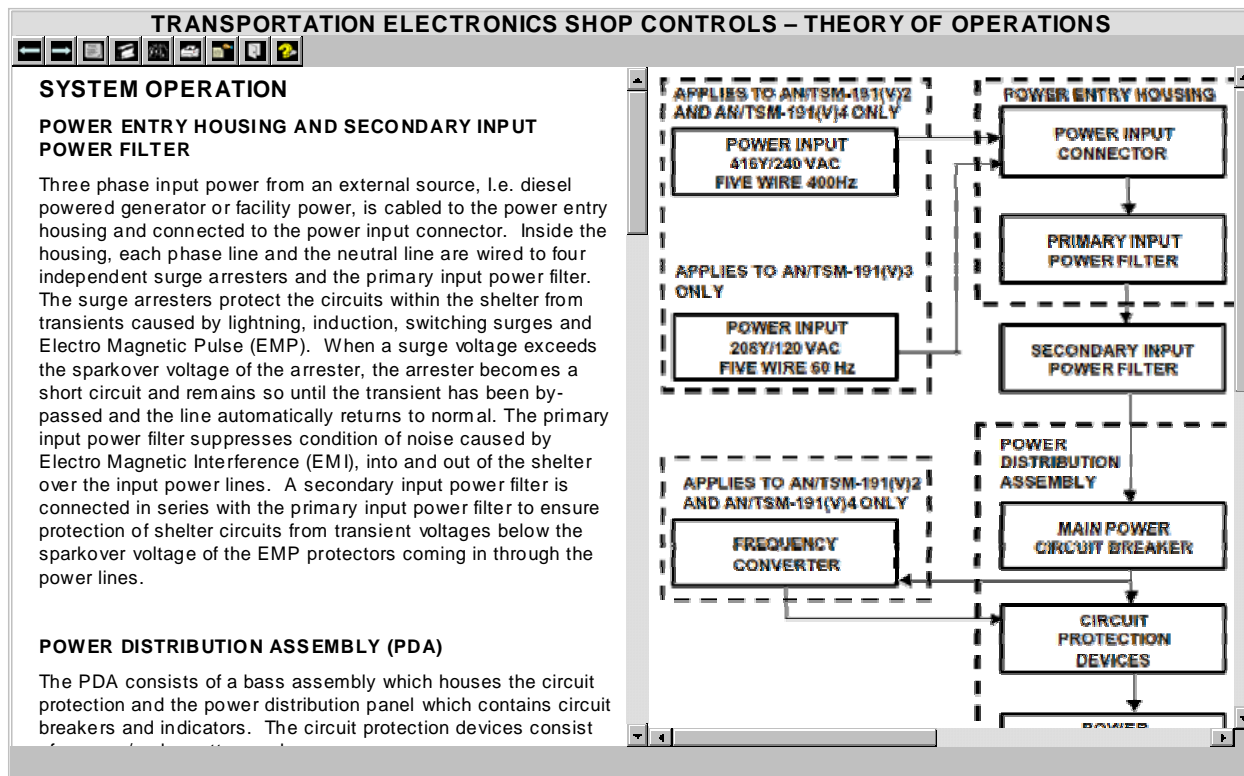 TRANSPORTATION ELECTRONICS SHOP CONTROLS – THEORY OF OPERATIONS
SYSTEM OPERATION
POWER ENTRY HOUSING AND SECONDARY INPUT
POWER FILTER
Three phase input power from an external source, I.e. diesel
powered generator or facility power, is cabled to the power entry
housing and connected to the power input connector. Inside the
housing, each phase line and the neutral line are wired to four
independent surge arresters and the primary input power filter.
The surge arresters protect the circuits within the shelter from
transients caused by lightning, induction, switching surges and
Electro Magnetic Pulse (EMP). When a surge voltage exceeds
the sparkover voltage of the arrester, the arrester becomes a
short circuit and remains so until the transient has been by-
passed and the line automatically returns to normal. The primary
input power filter suppresses condition of noise caused by
Electro Magnetic Interference (EMI), into and out of the shelter
over the input power lines. A secondary input power filter is
connected in series with the primary input power filter to ensure
protection of shelter circuits from transient voltages below the
sparkover voltage of the EMP protectors coming in through the
power lines.
POWER DISTRIBUTION ASSEMBLY (PDA)
The PDA consists of a bass assembly which houses the circuit
protection and the power distribution panel which contains circuit
breakers and indicators. The circuit protection devices consist
APPLIES TO AN/TSM-191(V)2
AND AN/TSM-191(V)4 ONLY
POWER INPUT
416Y/240 VAC
FIVE WIRE 400Hz
APPLIES TO AN/TSM-191(V)3
ONLY
POWER INPUT
208Y/120 VAC
FIVE WIRE 60 Hz
POWER ENTRY HOUSING
POWER INPUT
CONNECTOR
PRIMARY INPUT
POWER FILTER
SECONDARY INPUT
POWER FILTER
POWER
DISTRIBUTION
ASSEMBLY
APPLIES TO AN/TSM-191(V)2
AND AN/TSM-191(V)4 ONLY
FREQUENCY
CONVERTER
MAIN POWER
CIRCUIT BREAKER
CIRCUIT
PROTECTION
DEVICES
POWER